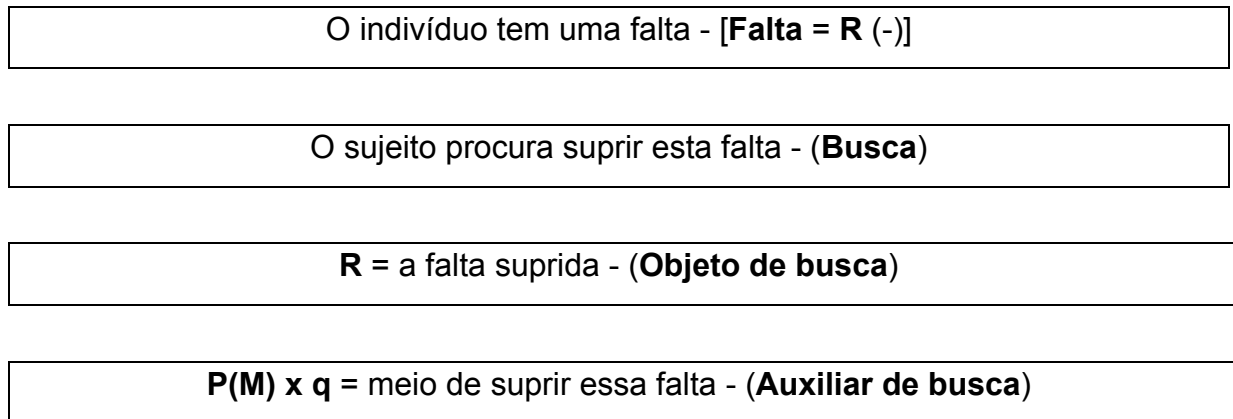 O indivíduo tem uma falta - [Falta = R (-)]
O sujeito procura suprir esta falta - (Busca)
R = a falta suprida - (Objeto de busca)
P(M) x q = meio de suprir essa falta - (Auxiliar de busca)